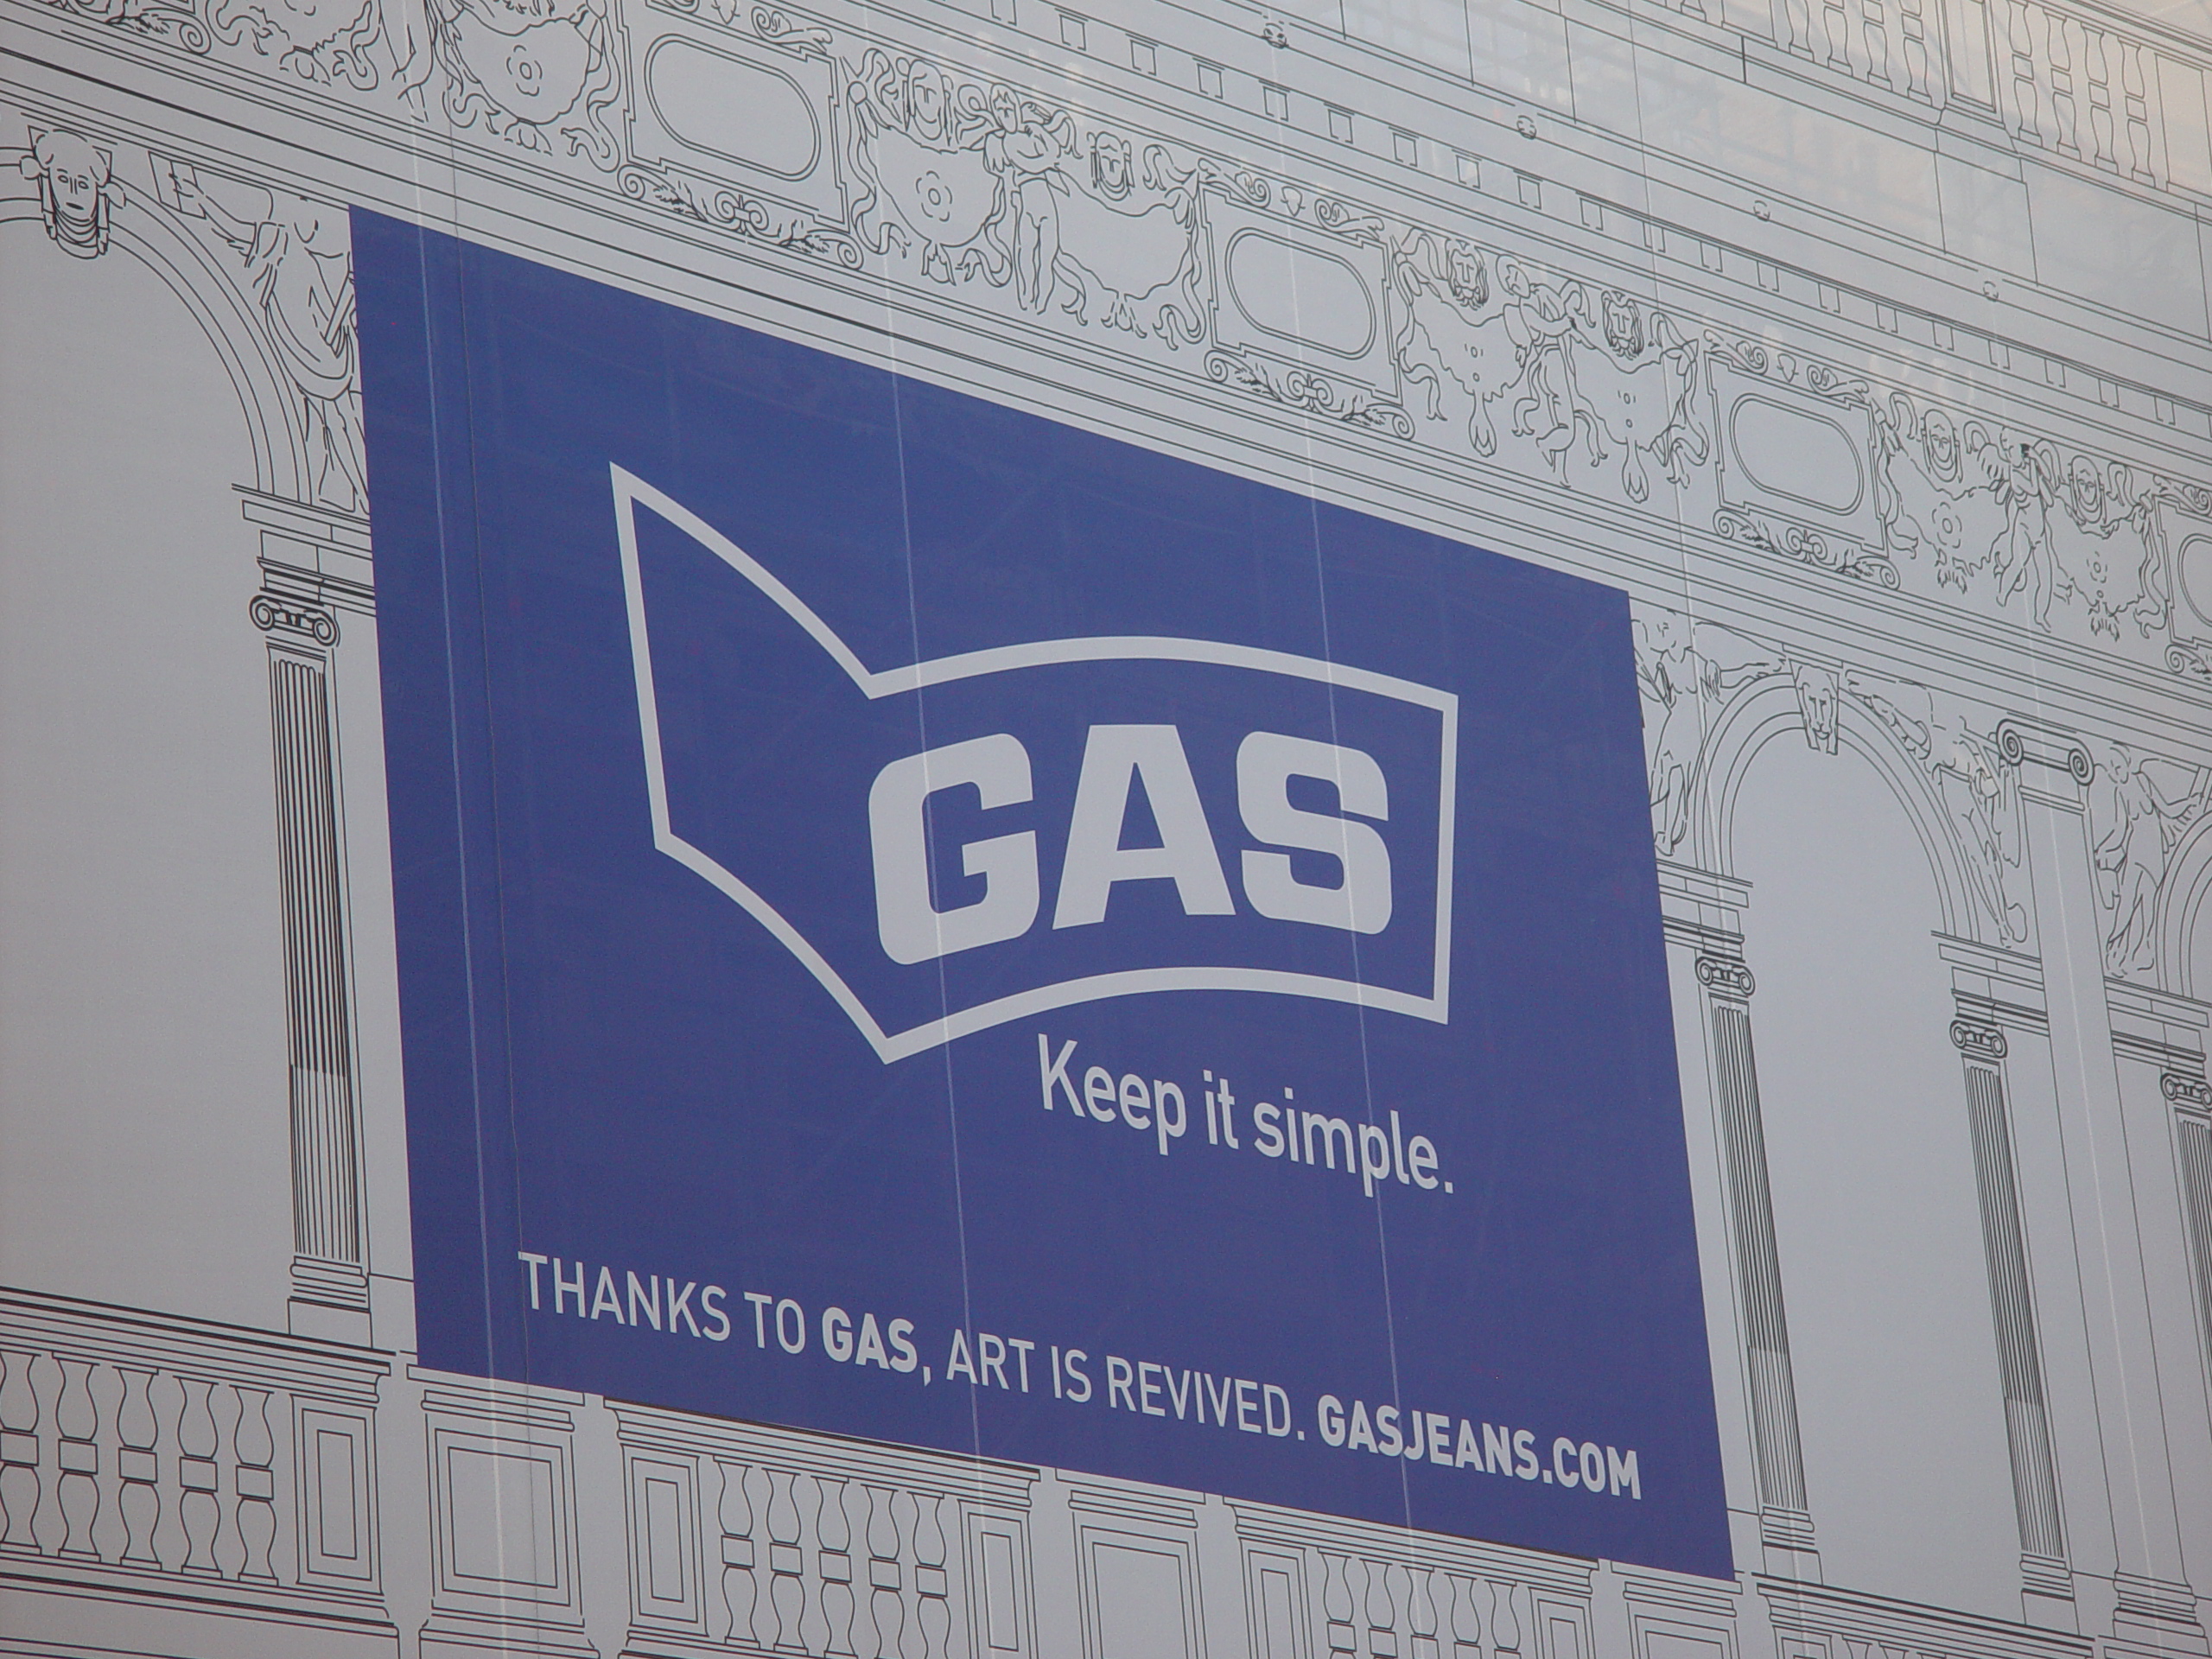 GAS
Keep it simple.
THANKS TO GAS, ART IS REVIVED. GASJEANS.COM